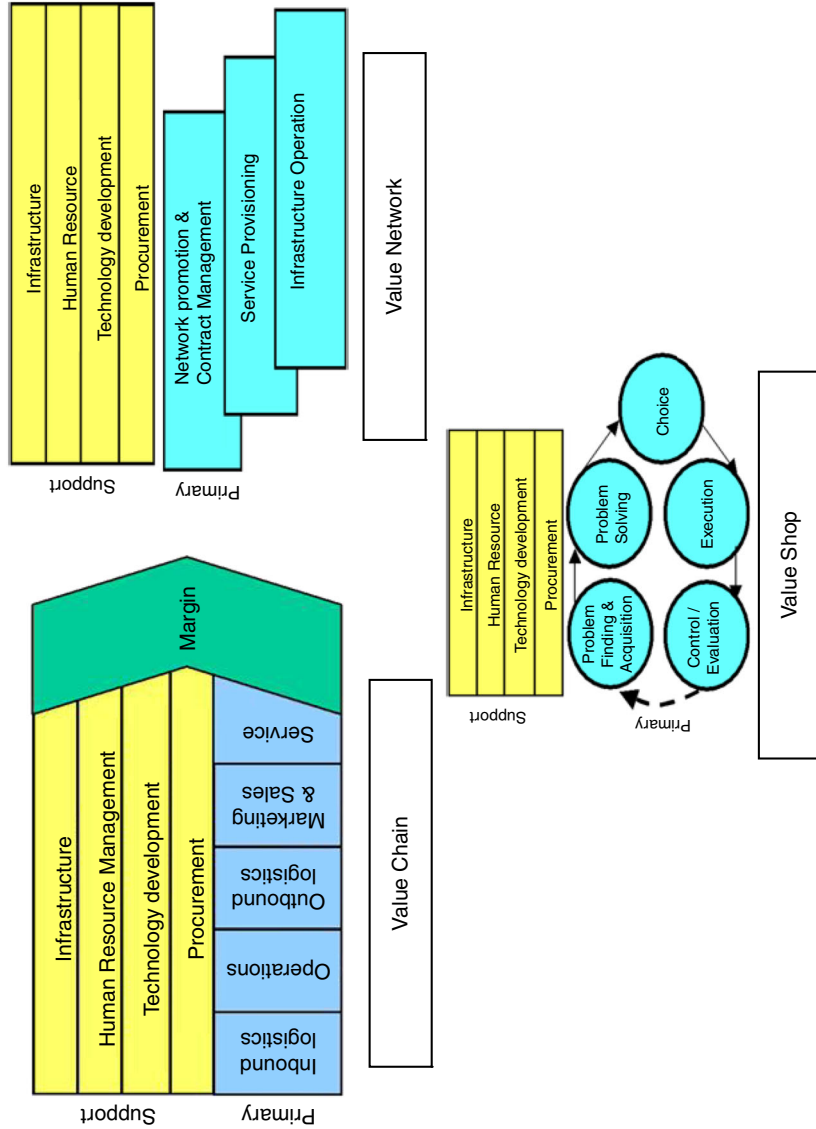 Support
Infrastructure
Human Resource Management
Technology development
Procurement
Margin
Primary
Inbound
logistics
Operations
Outbound
logistics
Marketing
& Sales
Service
Value Chain
Support
Infrastructure
Human Resource
Technology development
Procurement
Primary
Network promotion &
Contract Management
Service Provisioning
Infrastructure Operation
Value Network
Support
Infrastructure
Human Resource
Technology development
Procurement
Primary
Problem
Finding &
Acquisition
Problem
Solving
Choice
Execution
Control /
Evaluation
Value Shop